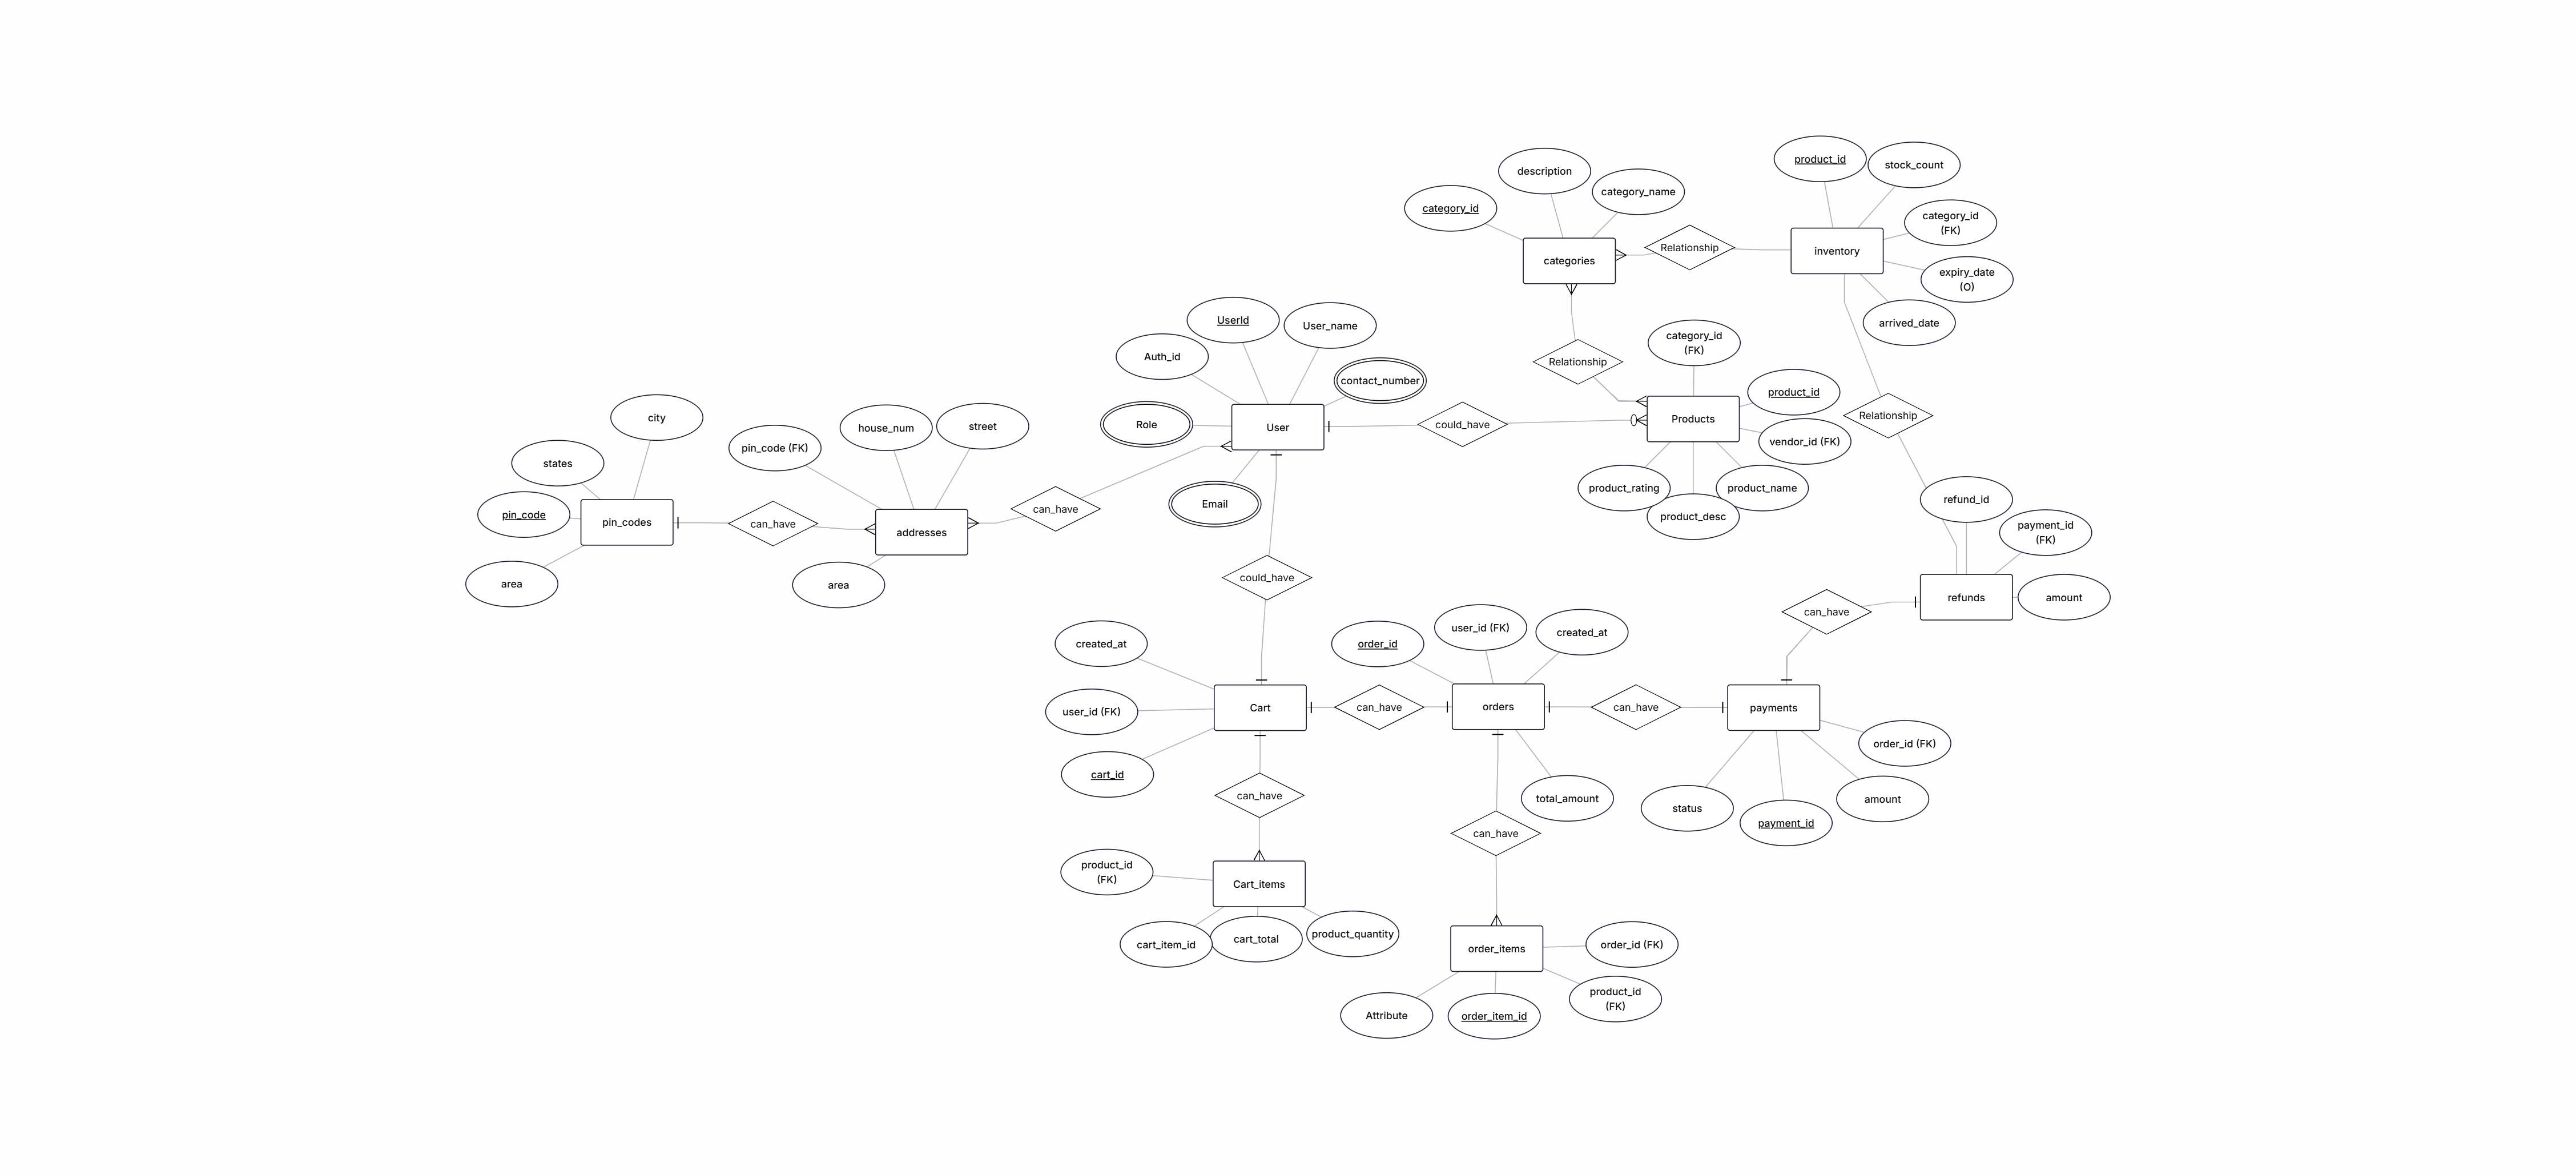 product_id
stock_count
description
category_name
category_id
category_id
(FK)
Relationship
inventory
categories
expiry_date
(O)
UserId
User_name
arrived_date
category_id
(FK)
Auth_id
Relationship
contact_number
product_id
city
Role
User
could_have
Products
Relationship
pin_code (FK)
house_num
street
vendor_id (FK)
states
product_rating
product_name
refund_id
pin_code
pin_codes
can_have
addresses
can_have
Email
product_desc
payment_id
(FK)
area
area
could_have
can_have
refunds
amount
created_at
order_id
user_id (FK)
created_at
user_id (FK)
Cart
can_have
orders
can_have
payments
order_id (FK)
cart_id
can_have
total_amount
status
payment_id
amount
can_have
product_id
(FK)
Cart_items
cart_item_id
cart_total
product_quantity
order_items
order_id (FK)
product_id
(FK)
Attribute
order_item_id